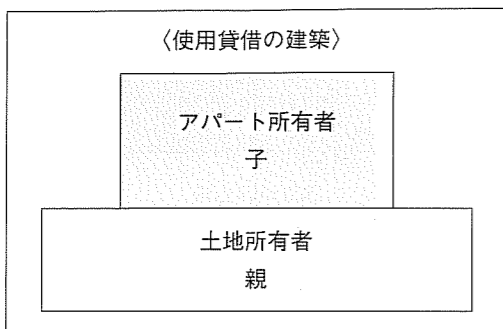 〈使用貸借の建築〉
アパート所有者
子
土地所有者
親